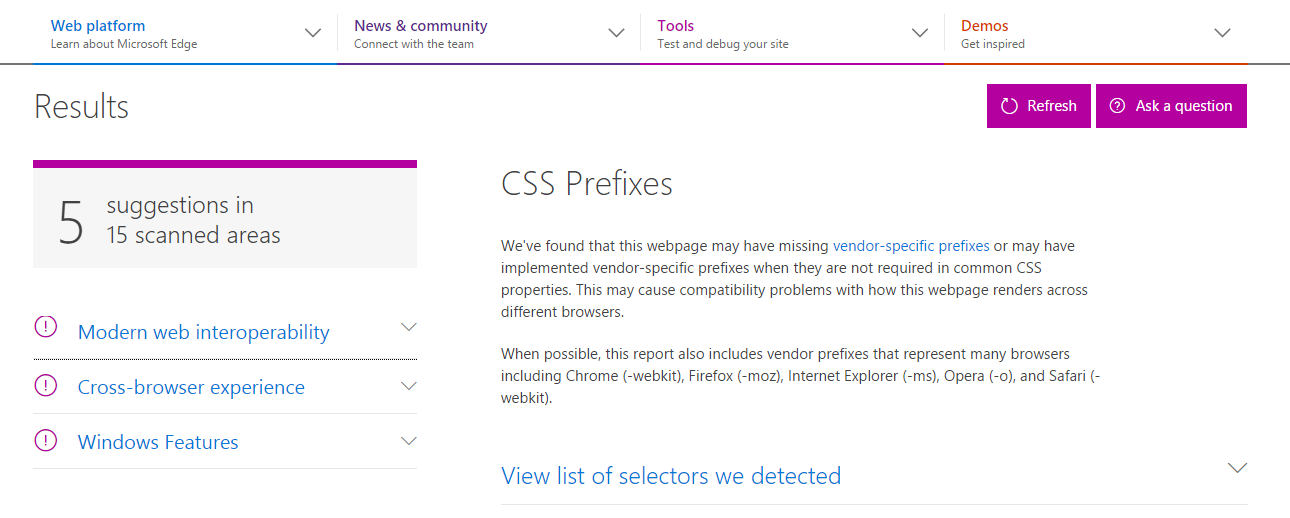 Web platform
Learn about Microsoft Edge
News & community
Connect with the team
Tools
Test and debug your site
Demos
Get inspired
Results
Refresh
Ask a question
5
suggestions in
15 scanned areas
Modern web interoperability
Cross-browser experience
Windows Features
CSS Prefixes
We've found that this webpage may have missing vendor-specific prefixes or may have
implemented vendor-specific prefixes when they are not required in common CSS
properties. This may cause compatibility problems with how this webpage renders across
different browsers.
When possible, this report also includes vendor prefixes that represent many browsers
including Chrome (-webkit), Firefox (-moz), Internet Explorer (-ms), Opera (-o), and Safari (-
webkit).
View list of selectors we detected